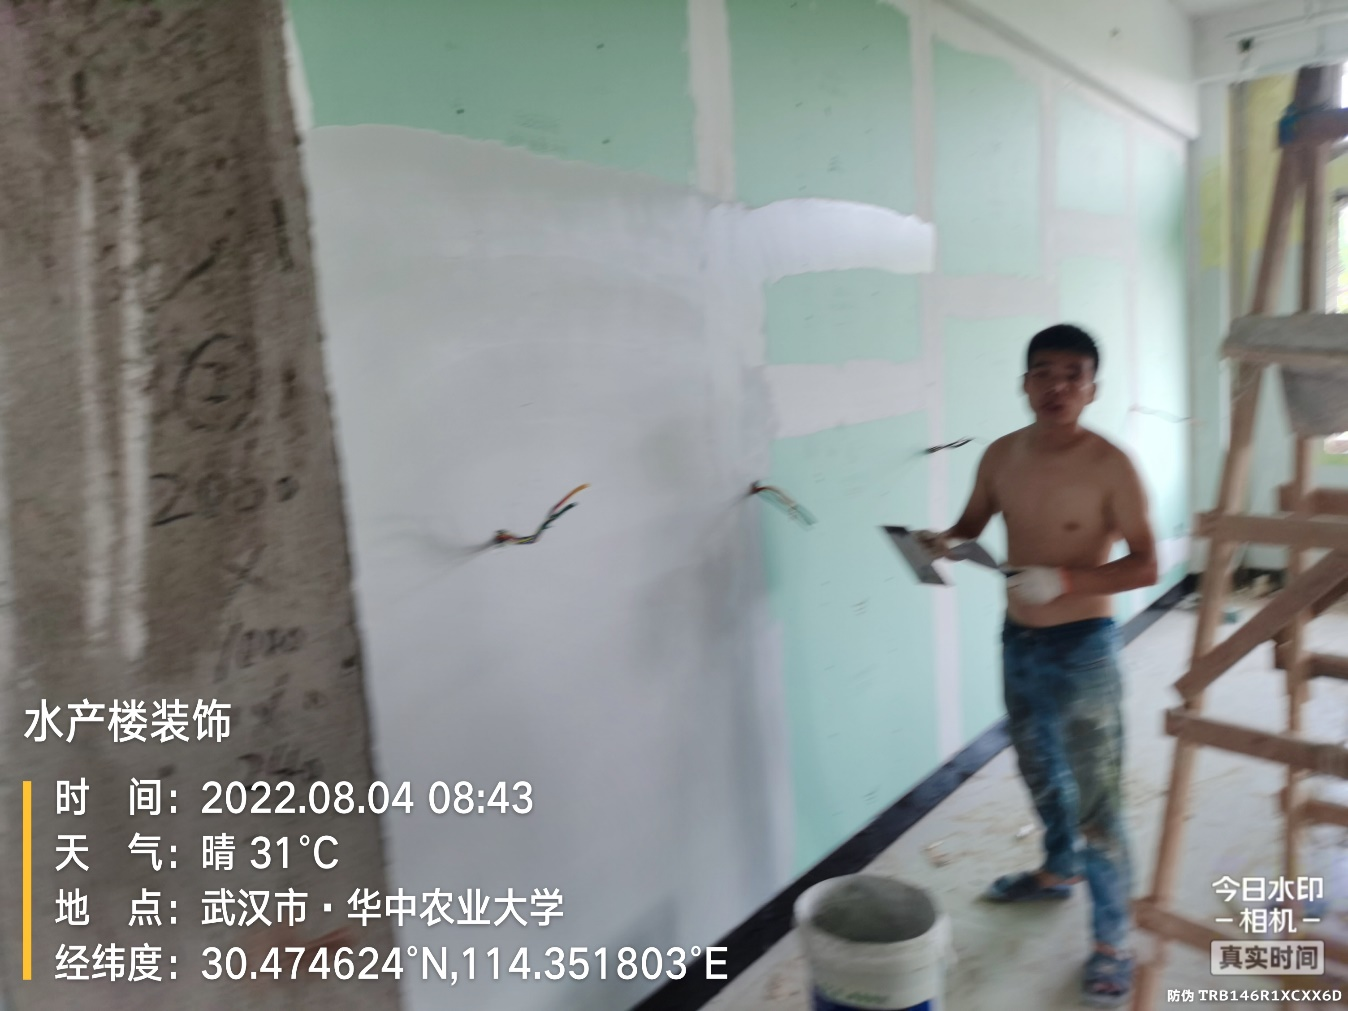 2000
x
水产楼装饰
时 间：2022.08.04 08:43
天 气：晴 31°C
地 点：武汉市·华中农业大学
经纬度：30.474624°N,114.351803°E
今日水印
-相机-
真实时间
防伪 TRB146R1XCXX6D